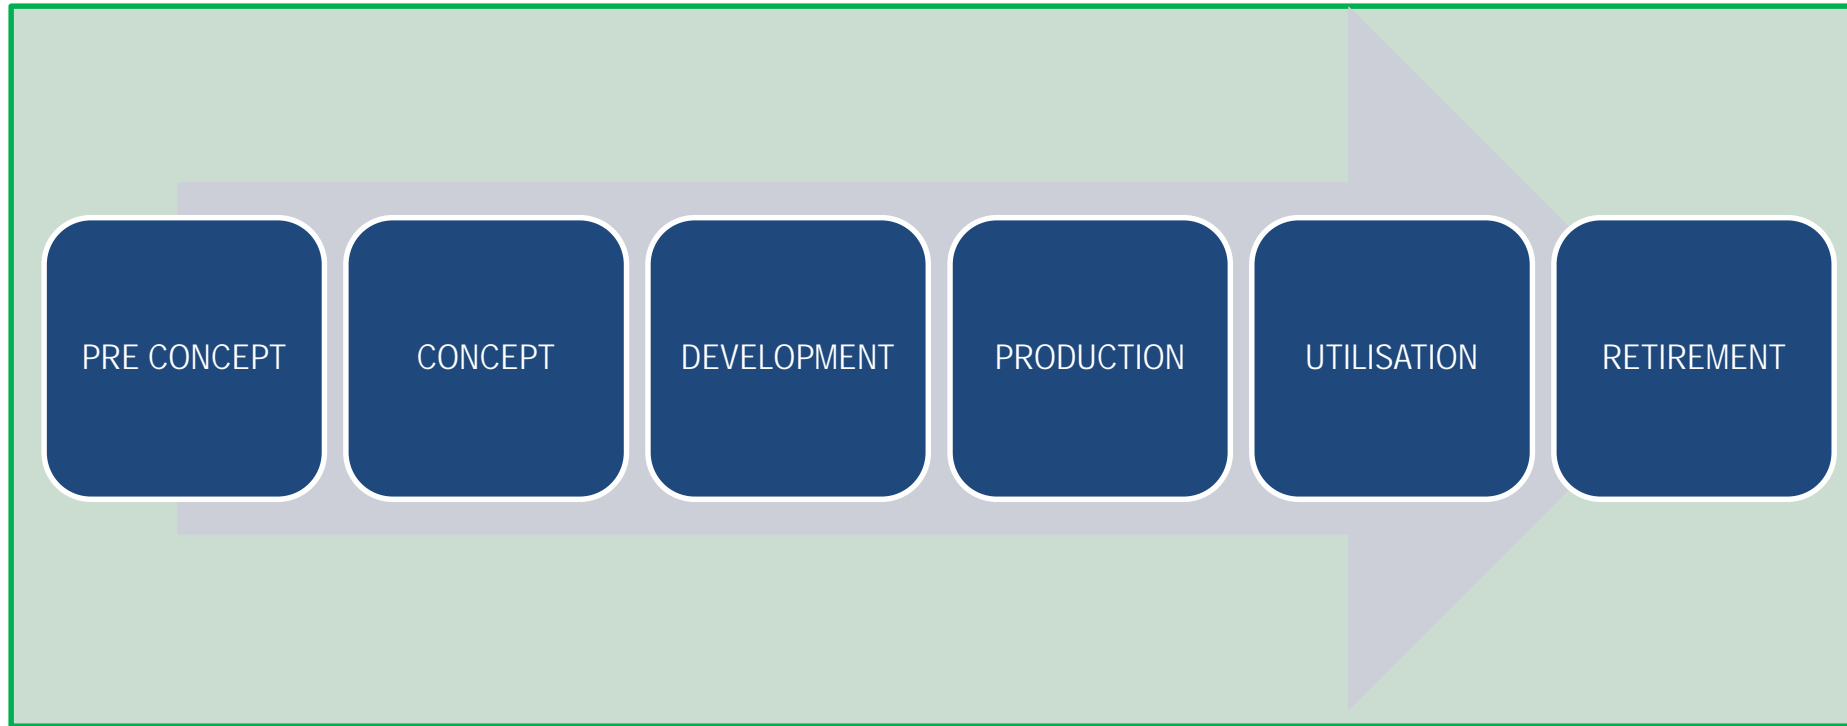 PRE CONCEPT
CONCEPT
DEVELOPMENT
PRODUCTION
UTILISATION
RETIREMENT